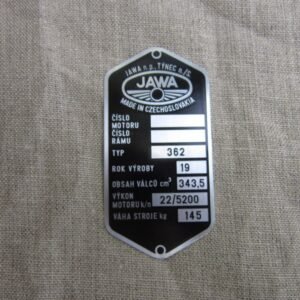 JAWA n.p., TÝNEC n./S.
JAWA
MADE IN CZECHOSLOVAKIA
ČÍSLO
MOTORU
ČÍSLO
RÁMU
TYP 362
ROK VÝROBY 19
OBSAH VÁLCŮ cm³ 343,5
VÝKON
MOTORU k/n 22/5200
VÁHA STROJE kg 145